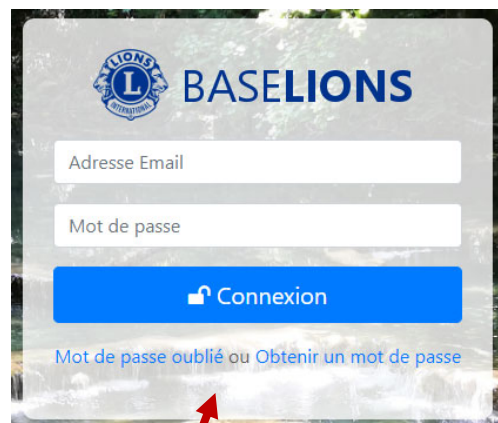 LIONS
L
INTERNATIONAL
BASELIONS
Adresse Email
Mot de passe
Connexion
Mot de passe oublié ou Obtenir un mot de passe